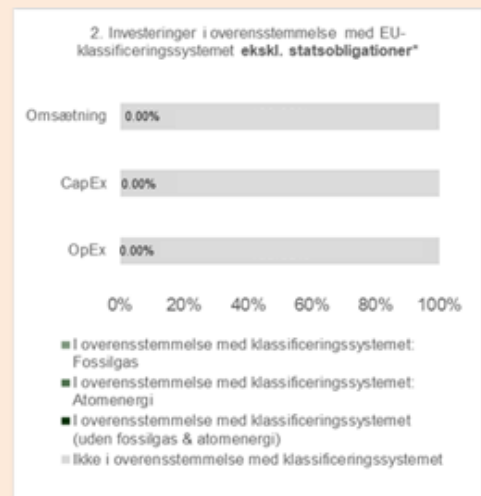 2. Investeringer i overensstemmelse med EU-
klassificeringssystemet ekskl. statsobligationer*
Omsætning 0.00%
CapEx 0.00%
OpEx 0.00%
0% 20% 40% 60% 80% 100%
I overensstemmelse med klassificeringssystemet:
Fossilgas
I overensstemmelse med klassificeringssystemet:
Atomenergi
I overensstemmelse med klassificeringssystemet
(uden fossilgas & atomenergi)
Ikke i overensstemmelse med klassificeringssystemet